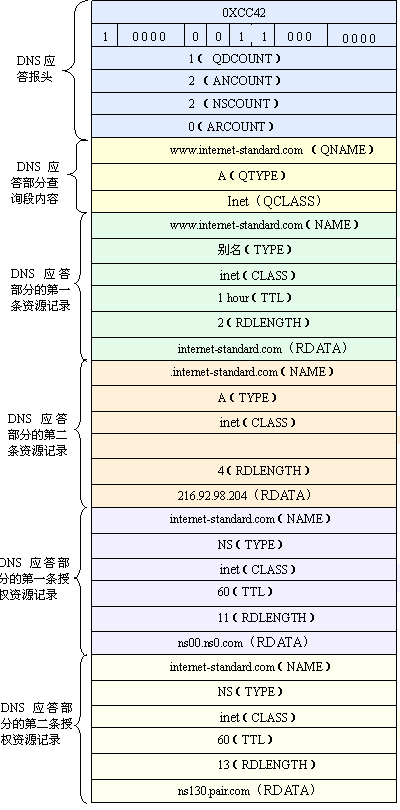 0XCC42
1 0000 0 0 1 1 000 0000
DNS应
答报头
1( QDCOUNT)
2 (ANCOUNT)
2 (NSCOUNT)
0(ARCOUNT)
DNS 应
答部分查
询段内容
www.internet-standard.com (QNAME)
A(QTYPE)
Inet(QCLASS)
DNS 应答
部分的第一
条资源记录
www.internet-standard.com(NAME)
别名(TYPE)
inet(CLASS)
1 hour(TTL)
2(RDLENGTH)
internet-standard.com(RDATA)
DNS 应答
部分的第二
条资源记录
.internet-standard.com(NAME)
A(TYPE)
inet(CLASS)
4(RDLENGTH)
216.92.98.204(RDATA)
DNS 应答部
分的第一条授
权资源记录
internet-standard.com(NAME)
NS(TYPE)
inet(CLASS)
60(TTL)
11(RDLENGTH)
ns00.ns0.com(RDATA)
DNS 应答部
分的第二条授
权资源记录
internet-standard.com(NAME)
NS(TYPE)
inet(CLASS)
60(TTL)
13(RDLENGTH)
ns130.pair.com(RDATA)